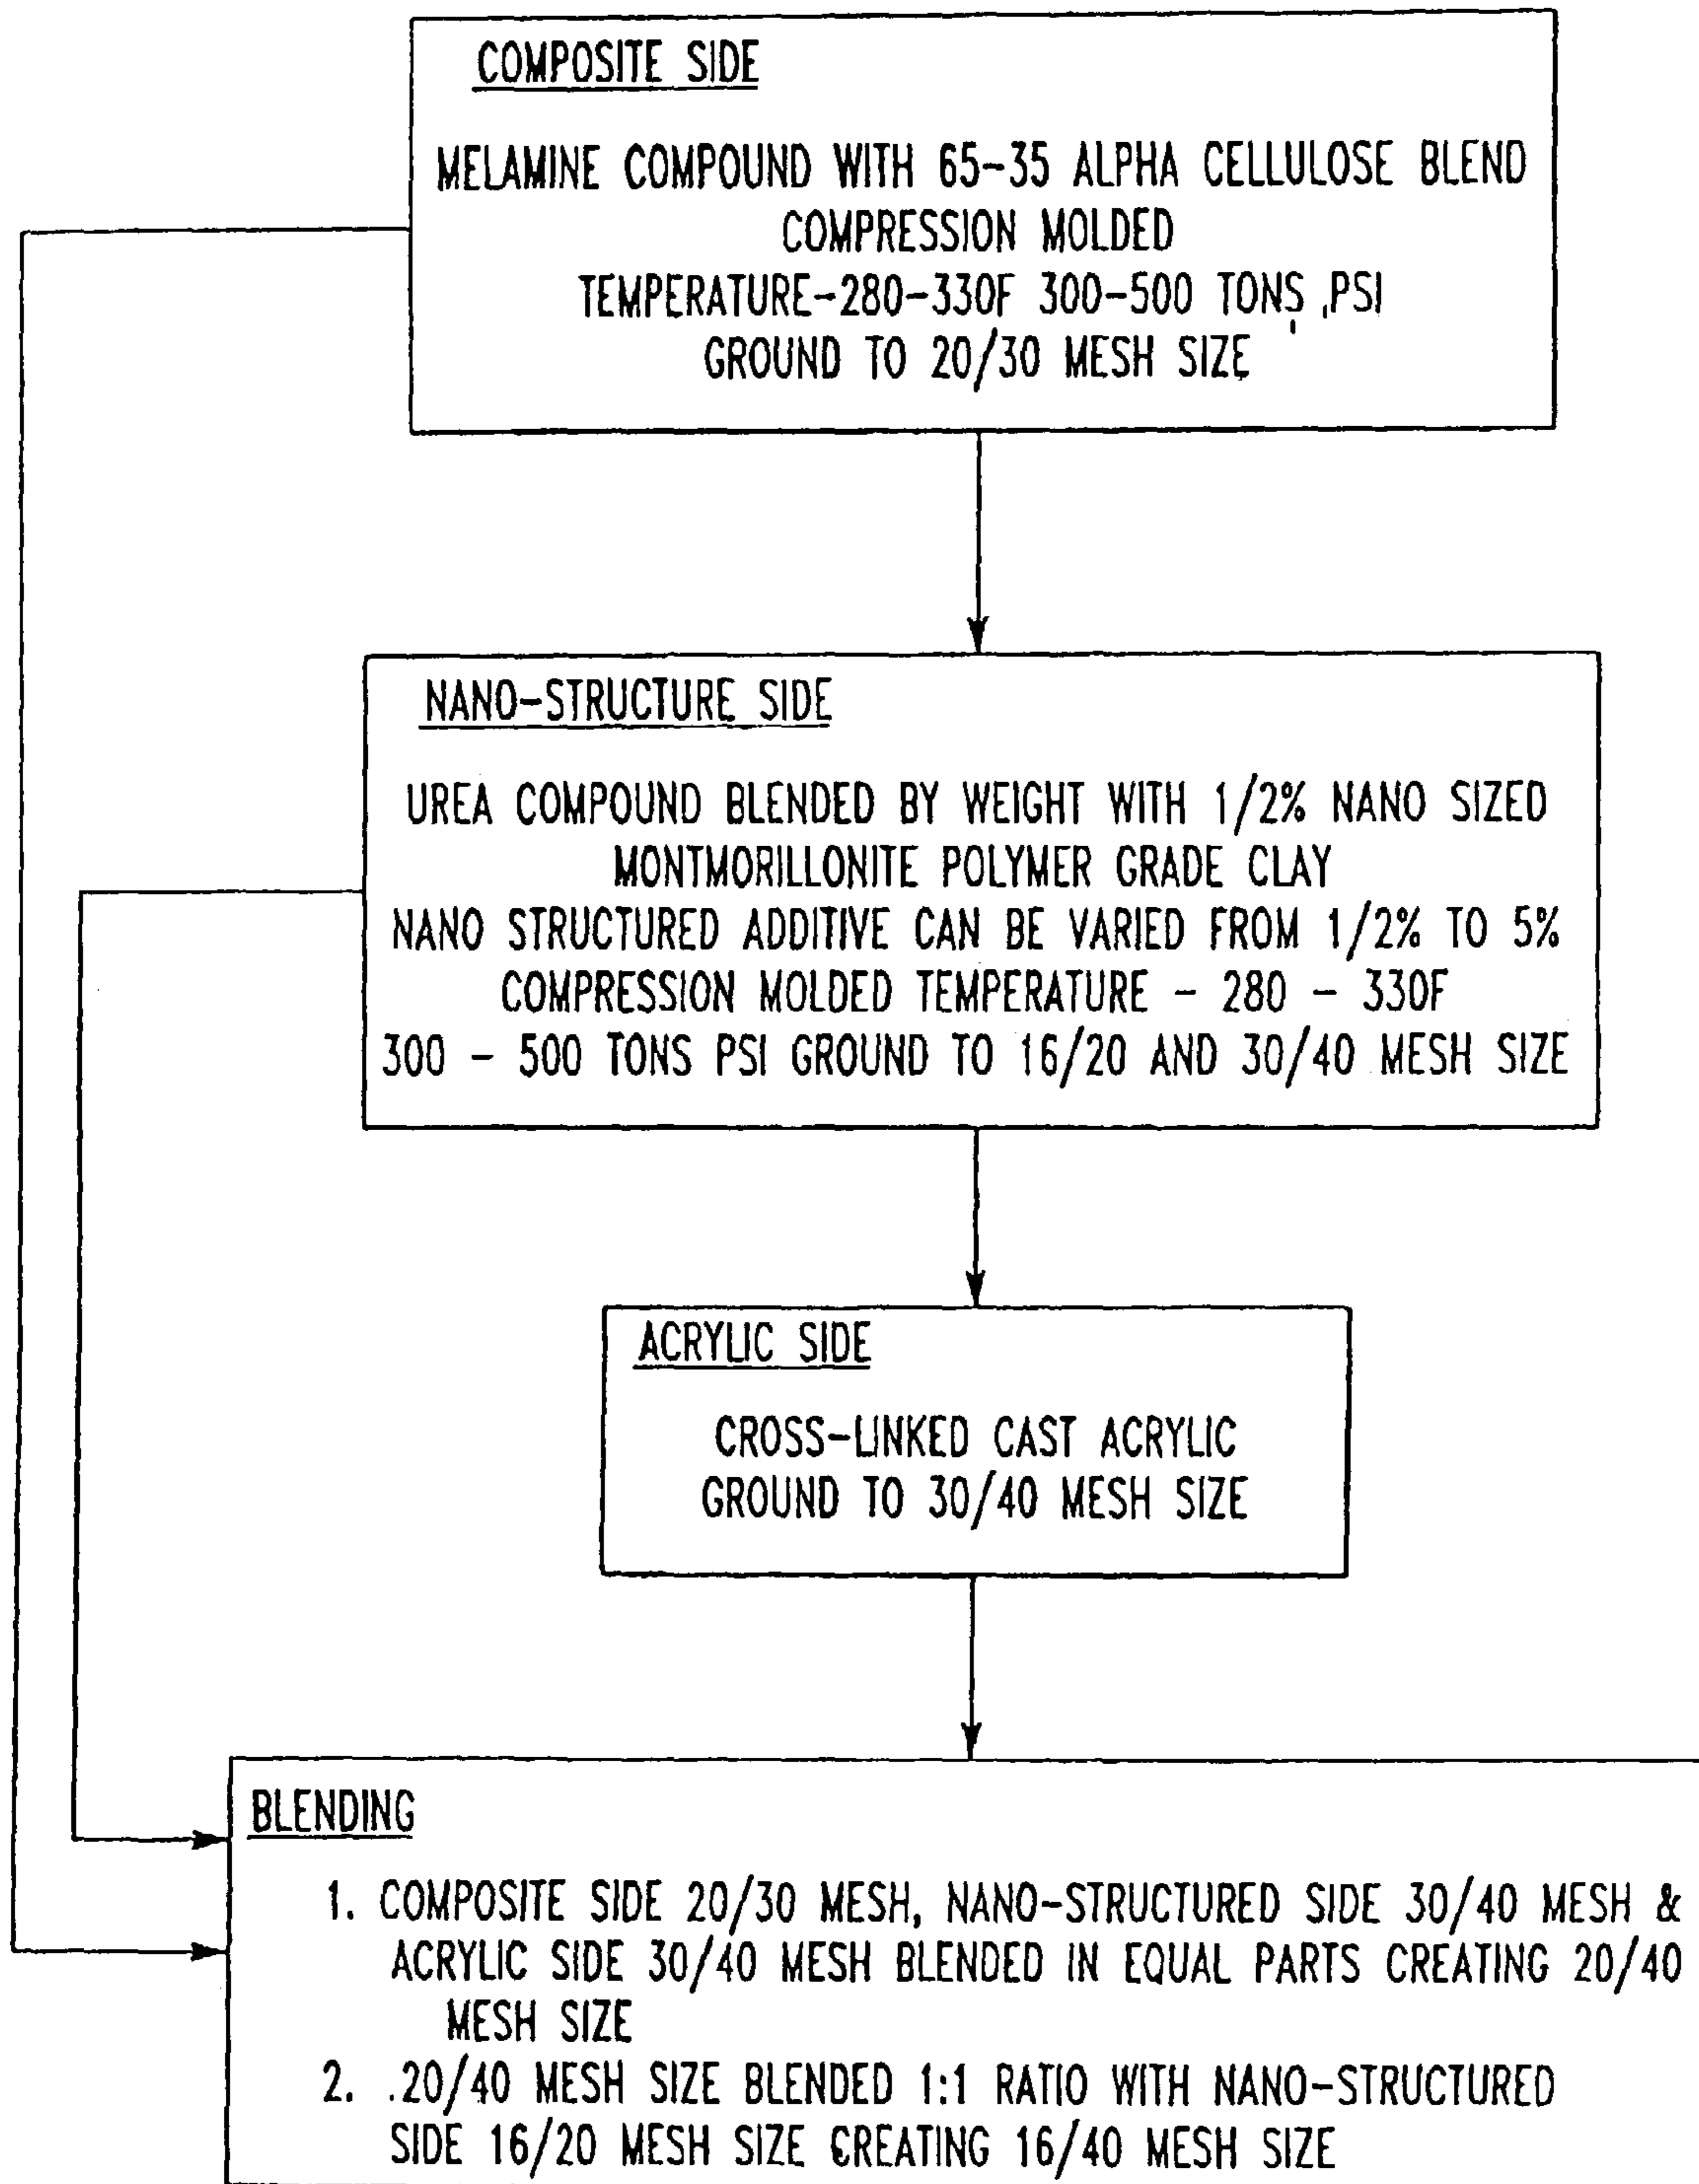 COMPOSITE SIDE
MELAMINE COMPOUND WITH 65-35 ALPHA CELLULOSE BLEND
COMPRESSION MOLDED
TEMPERATURE-280-330F 300-500 TONS PSI
GROUND TO 20/30 MESH SIZE
NANO-STRUCTURE SIDE
UREA COMPOUND BLENDED BY WEIGHT WITH 1/2% NANO SIZED
MONTMORILLONITE POLYMER GRADE CLAY
NANO STRUCTURED ADDITIVE CAN BE VARIED FROM 1/2% TO 5%
COMPRESSION MOLDED TEMPERATURE - 280 - 330F
300 - 500 TONS PSI GROUND TO 16/20 AND 30/40 MESH SIZE
ACRYLIC SIDE
CROSS-LINKED CAST ACRYLIC
GROUND TO 30/40 MESH SIZE
BLENDING
1. COMPOSITE SIDE 20/30 MESH, NANO-STRUCTURED SIDE 30/40 MESH &
ACRYLIC SIDE 30/40 MESH BLENDED IN EQUAL PARTS CREATING 20/40
MESH SIZE
2. .20/40 MESH SIZE BLENDED 1:1 RATIO WITH NANO-STRUCTURED
SIDE 16/20 MESH SIZE CREATING 16/40 MESH SIZE